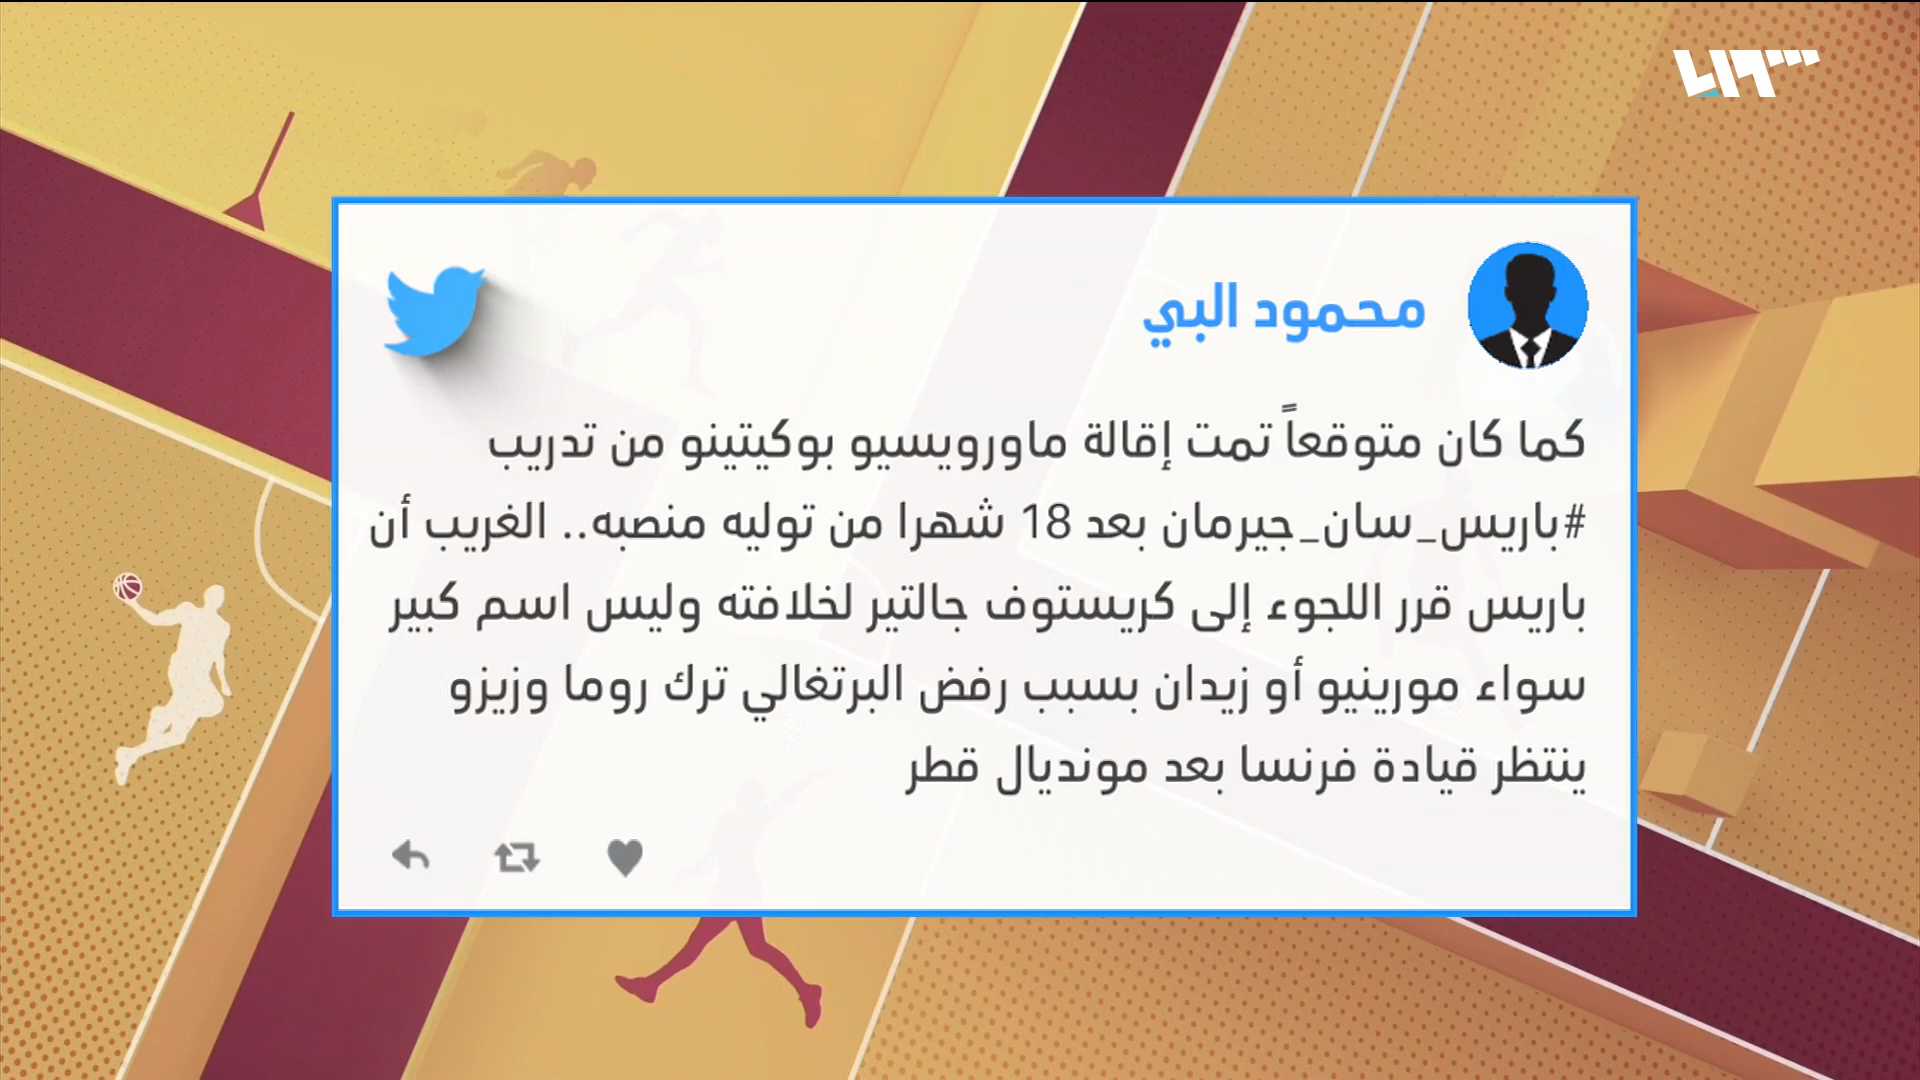 محمود البي
كما كان متوقعاً تمت إقالة ماورويسيو بوكيتينو من تدريب
#باريس_سان_جيرمان بعد 18 شهرا من توليه منصبه.. الغريب أن
باريس قرر اللجوء إلى كريستوف جالتير لخلافته وليس اسم كبير
سواء مورينيو أو زيدان بسبب رفض البرتغالي ترك روما وزيزو
ينتظر قيادة فرنسا بعد مونديال قطر